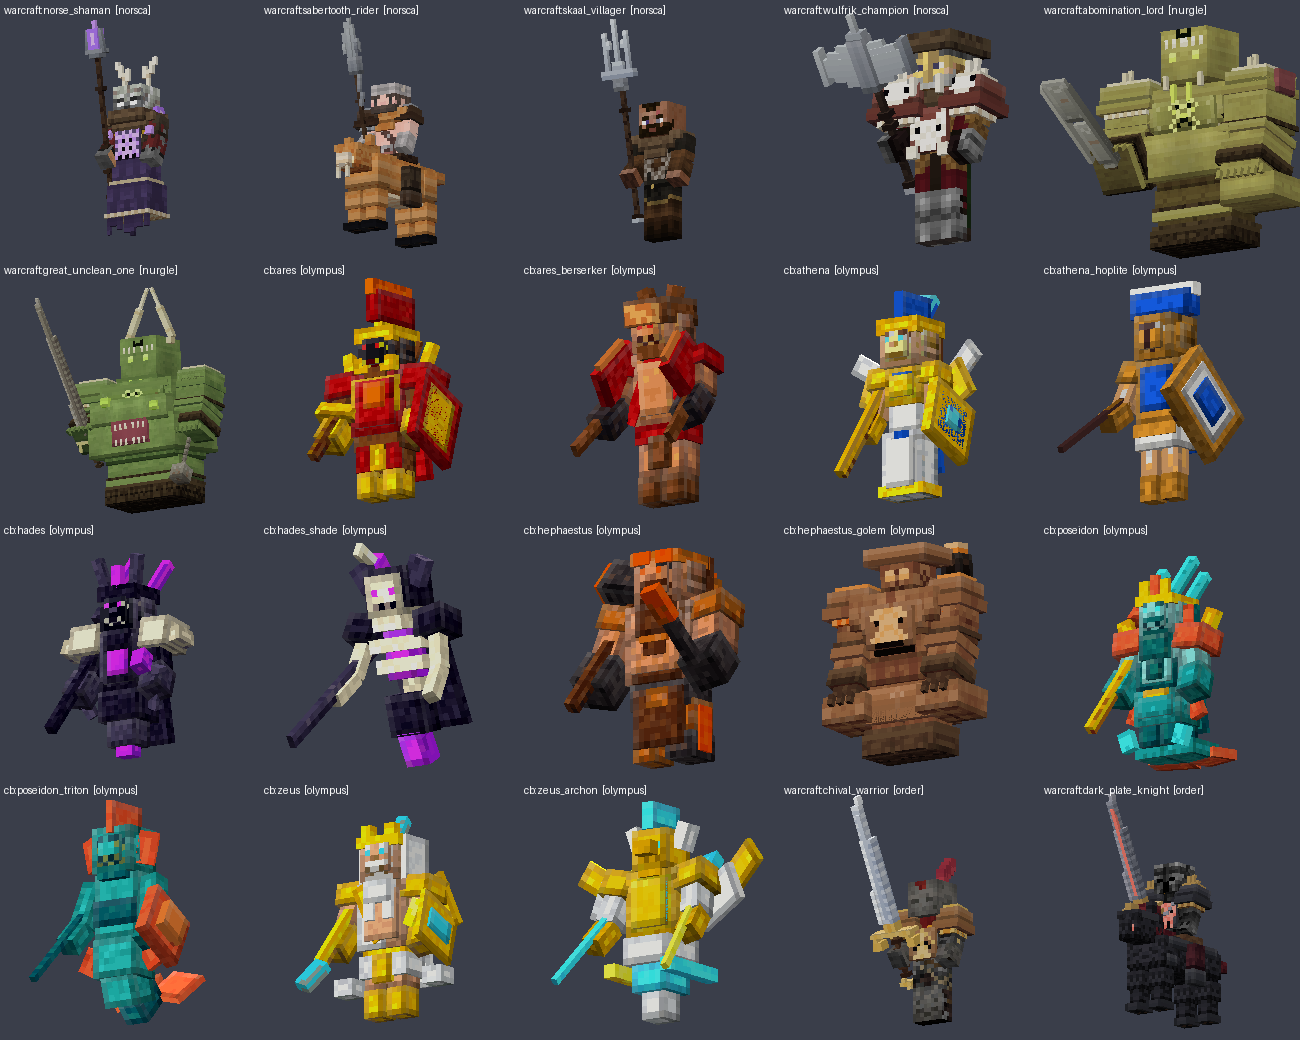 warcraft:norse_shaman [norsca]
warcraft:sabertooth_rider [norsca]
warcraft:skaal_villager [norsca]
warcraft:wulfrik_champion [norsca]
warcraft:abomination_lord [nurgle]
warcraft:great_unclean_one [nurgle]
cb:ares [olympus]
cb:ares_berserker [olympus]
cb:athena [olympus]
cb:athena_hoplite [olympus]
cb:hades [olympus]
cb:hades_shade [olympus]
cb:hephaestus [olympus]
cb:hephaestus_golem [olympus]
cb:poseidon [olympus]
cb:poseidon_triton [olympus]
cb:zeus [olympus]
cb:zeus_archon [olympus]
warcraft:chival_warrior [order]
warcraft:dark_plate_knight [order]